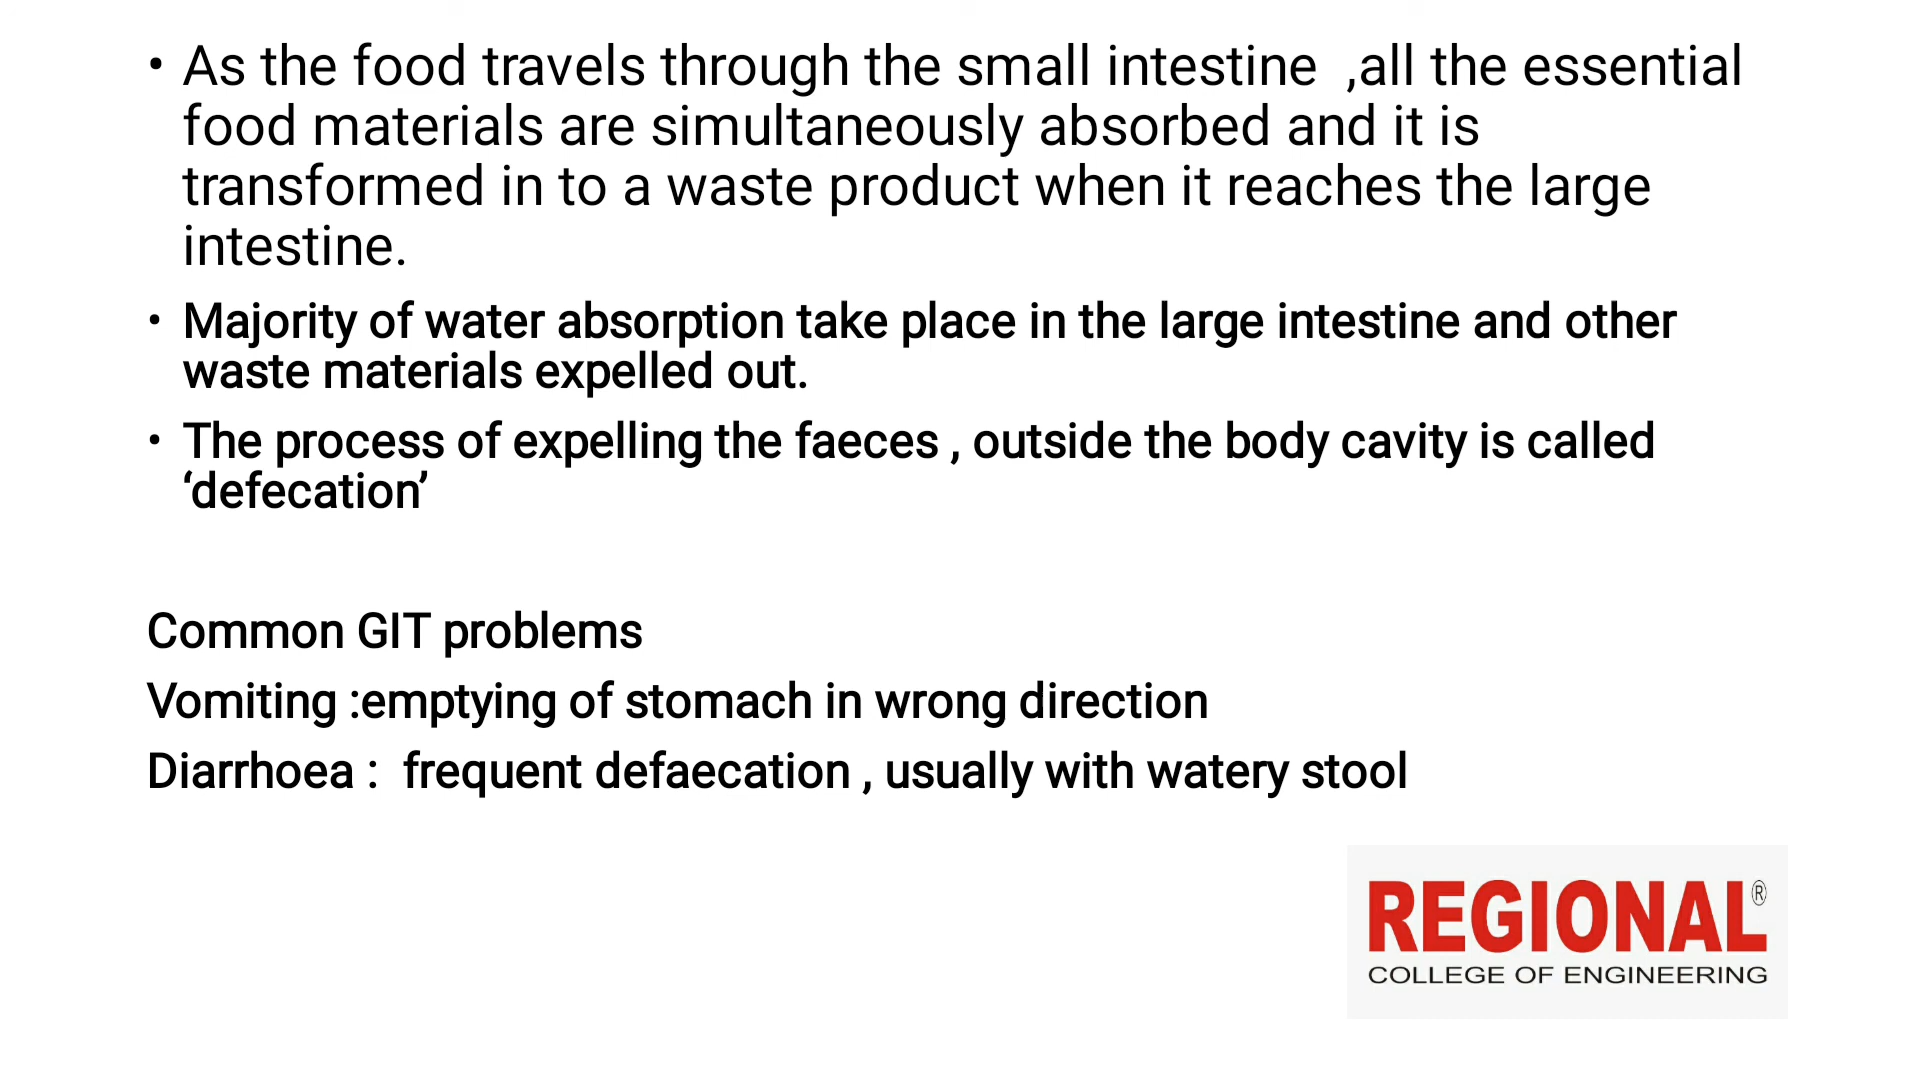 • As the food travels through the small intestine  ,all the essential
food materials are simultaneously absorbed and it is
transformed in to a waste product when it reaches the large
intestine.
• Majority of water absorption take place in the large intestine and other
waste materials expelled out.
• The process of expelling the faeces , outside the body cavity is called
‘defecation’
Common GIT problems
Vomiting :emptying of stomach in wrong direction
Diarrhoea :  frequent defaecation , usually with watery stool
REGIONAL®
COLLEGE OF ENGINEERING